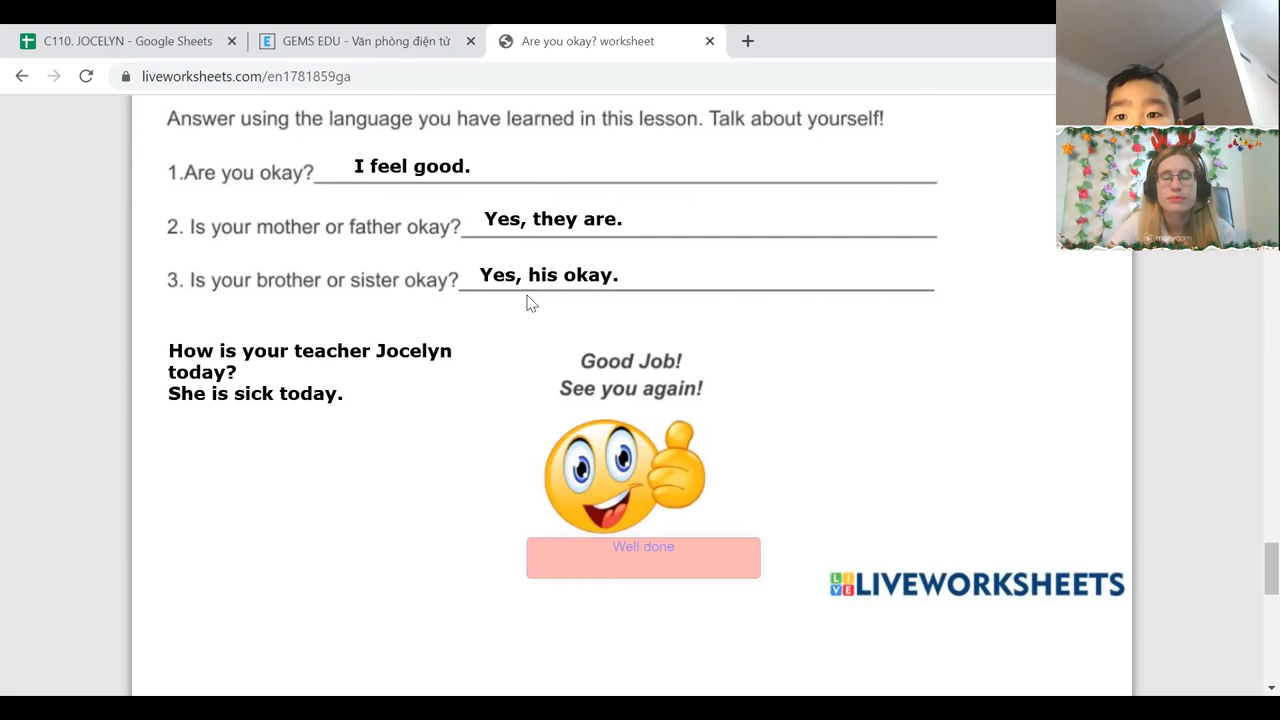 C110. JOCELYN - Google Sheets
GEMS EDU - Văn phòng điện tử
Are you okay? worksheet
liveworksheets.com/en1781859ga
Answer using the language you have learned in this lesson. Talk about yourself!
1.Are you okay? I feel good.
2. Is your mother or father okay? Yes, they are.
3. Is your brother or sister okay? Yes, his okay.
How is your teacher Jocelyn
today?
She is sick today.
Good Job!
See you again!
Well done
LIVE LIVEWORKSHEETS
manycam